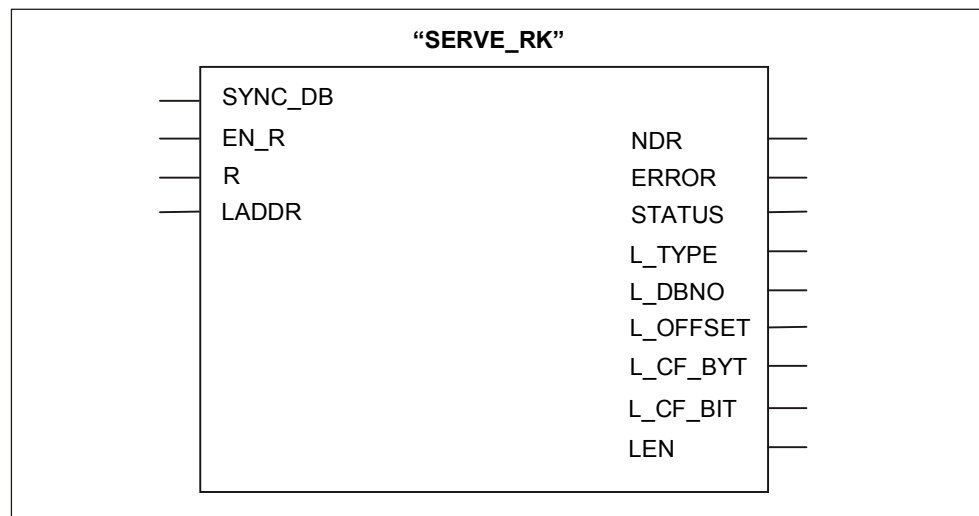 “SERVE_RK”
SYNC_DB
EN_R
R
LADDR
NDR
ERROR
STATUS
L_TYPE
L_DBNO
L_OFFSET
L_CF_BYT
L_CF_BIT
LEN